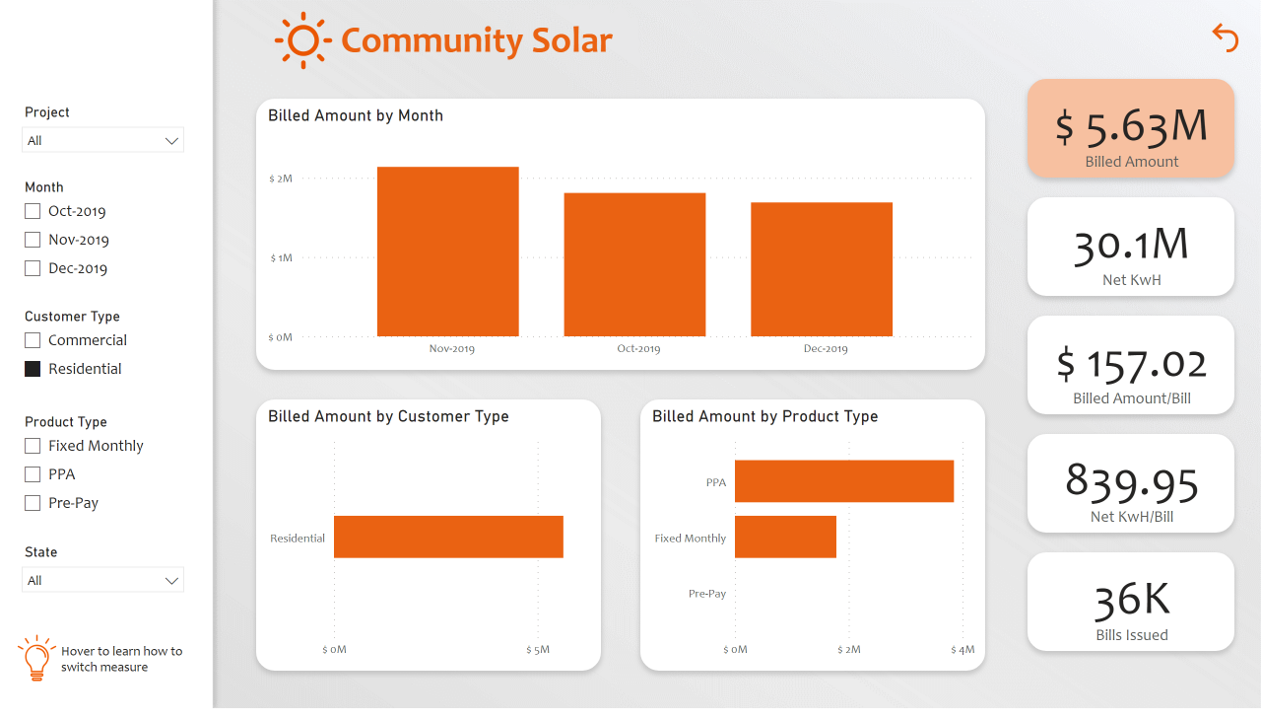 Community Solar
Project
All
Month
Oct-2019
Nov-2019
Dec-2019
Customer Type
Commercial
Residential
Product Type
Fixed Monthly
PPA
Pre-Pay
State
All
Hover to learn how to
switch measure
Billed Amount by Month
$ 2M
$ 1M
$ 0M
Nov-2019
Oct-2019
Dec-2019
Billed Amount by Customer Type
Residential
$ 0M
$ 5M
Billed Amount by Product Type
PPA
Fixed Monthly
Pre-Pay
$ 0M
$ 2M
$ 4M
$ 5.63M
Billed Amount
30.1M
Net KwH
$ 157.02
Billed Amount/Bill
839.95
Net KwH/Bill
36K
Bills Issued